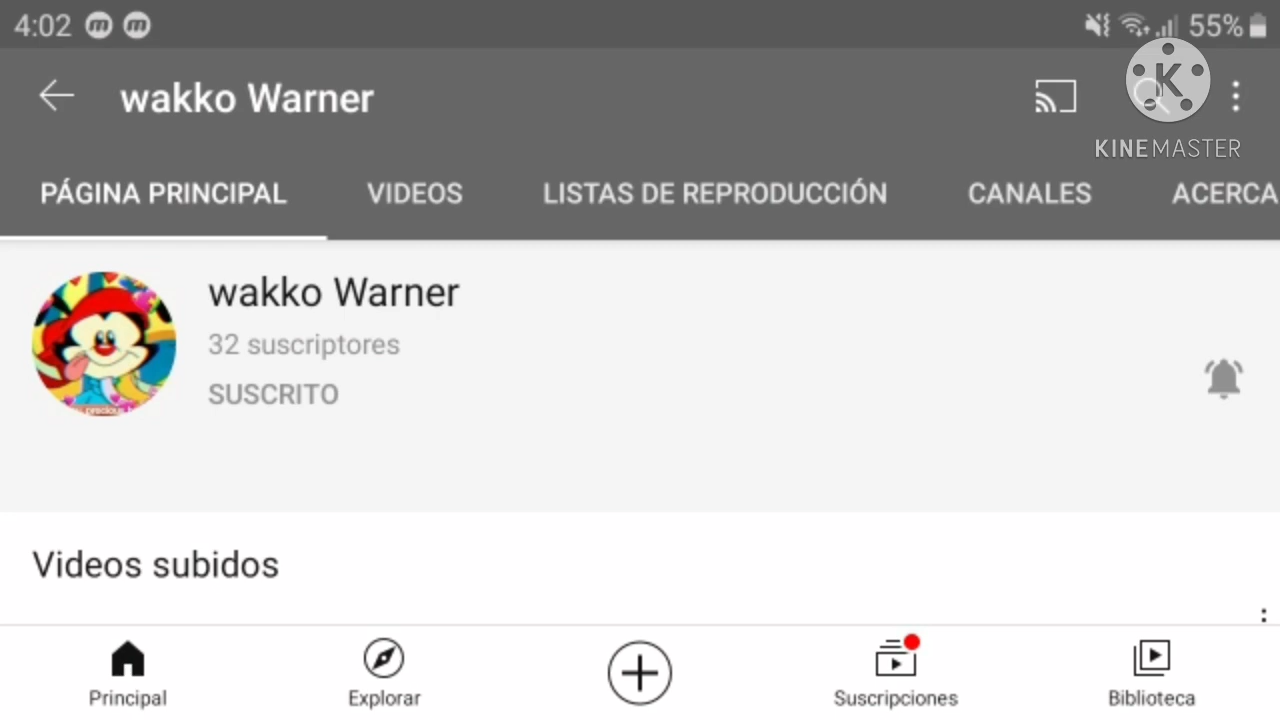 4:02 55%
wakko Warner
KINEMASTER
PÁGINA PRINCIPAL VIDEOS LISTAS DE REPRODUCCIÓN CANALES ACERCA
wakko Warner
32 suscriptores
SUSCRITO
Videos subidos
Principal Explorar Suscripciones Biblioteca